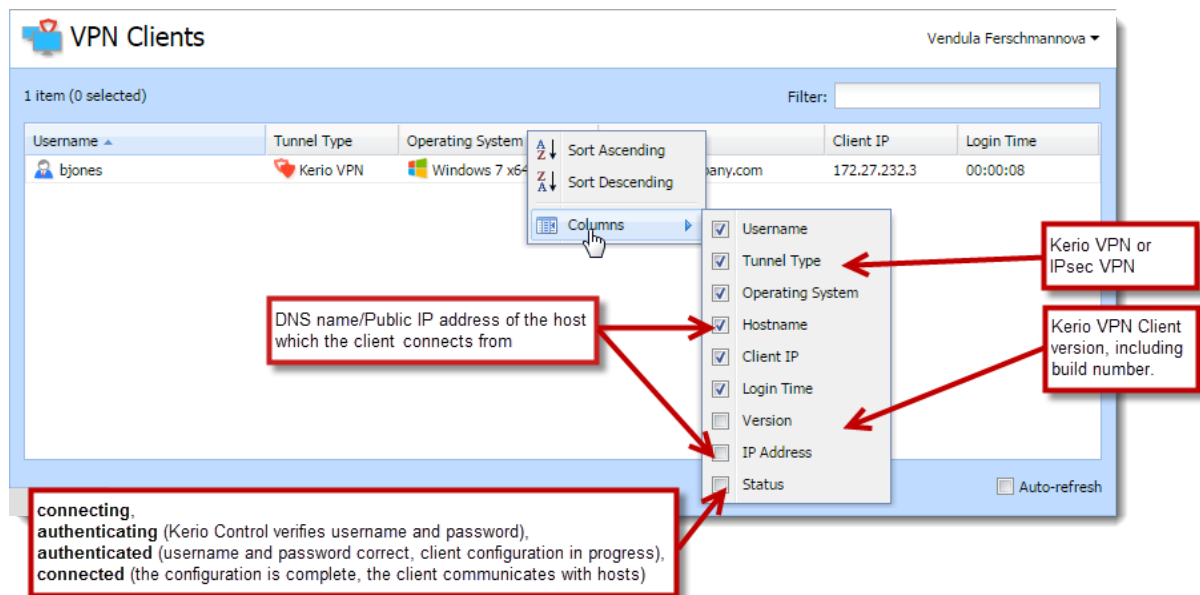 VPN Clients
Vendula Ferschmannova
1 item (0 selected)
Filter:
Username
Tunnel Type
Operating System
Client IP
Login Time
bjones
Kerio VPN
Windows 7 x64
pany.com
172.27.232.3
00:00:08
Sort Ascending
Sort Descending
Columns
Username
Tunnel Type
Operating System
Hostname
Client IP
Login Time
Version
IP Address
Status
Kerio VPN or
IPsec VPN
DNS name/Public IP address of the host
which the client connects from
Kerio VPN Client
version, including
build number.
Auto-refresh
connecting,
authenticating (Kerio Control verifies username and password),
authenticated (username and password correct, client configuration in progress),
connected (the configuration is complete, the client communicates with hosts)